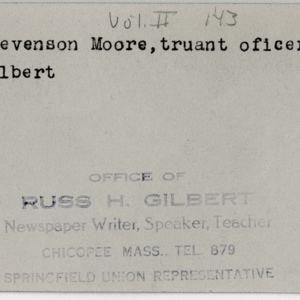 Vol. II 143
evenson Moore, truant oficer
lbert
OFFICE OF
RUSS H. GILBERT
Newspaper Writer, Speaker, Teacher
CHICOPEE MASS. TEL. 879
SPRINGFIELD UNION REPRESENTATIVE